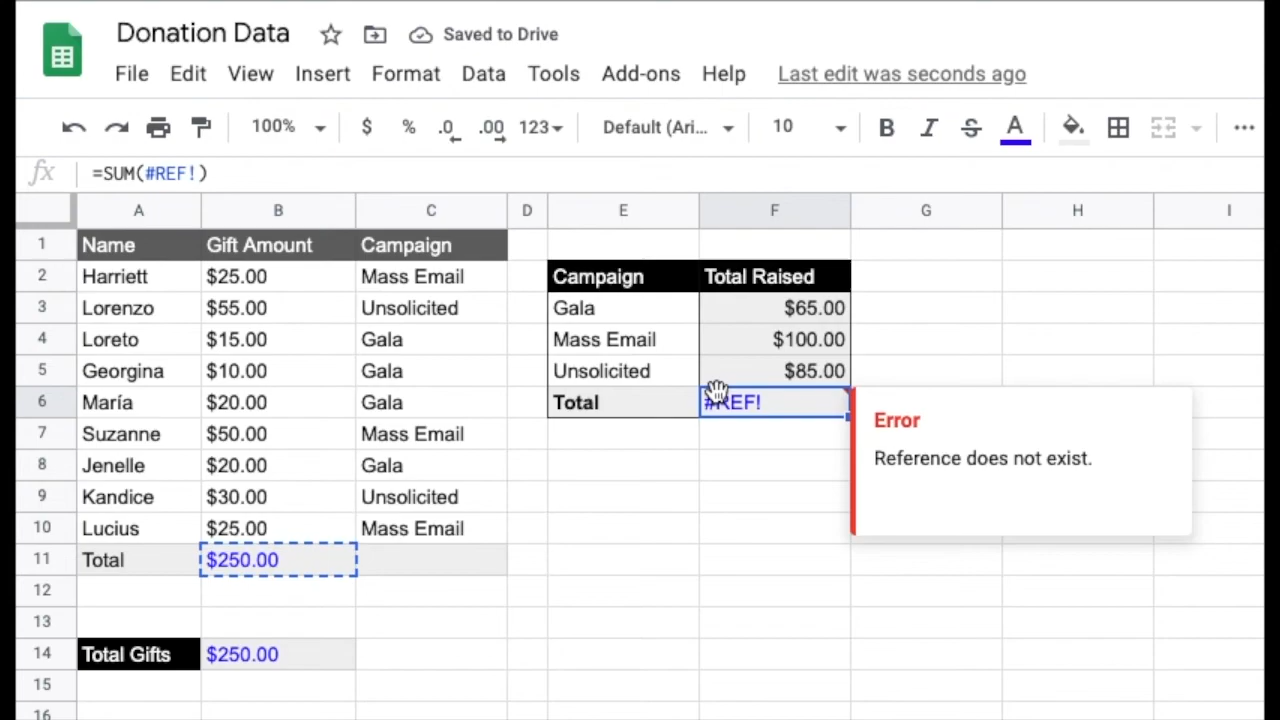 Donation Data Saved to Drive
File Edit View Insert Format Data Tools Add-ons Help Last edit was seconds ago
100% $ % .0 .00 123 Default (Ari... 10 B I S A
fx =SUM(#REF!)
A B C D E F G H I
1 Name Gift Amount Campaign
2 Harriett $25.00 Mass Email Campaign Total Raised
3 Lorenzo $55.00 Unsolicited Gala $65.00
4 Loreto $15.00 Gala Mass Email $100.00
5 Georgina $10.00 Gala Unsolicited $85.00
6 María $20.00 Gala Total #REF!
Error
7 Suzanne $50.00 Mass Email
Reference does not exist.
8 Jenelle $20.00 Gala
9 Kandice $30.00 Unsolicited
10 Lucius $25.00 Mass Email
11 Total $250.00
12
13
14 Total Gifts $250.00
15
16